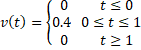 v(t) = { 0 t ≤ 0
0.4 0 ≤ t ≤ 1
0 t ≥ 1